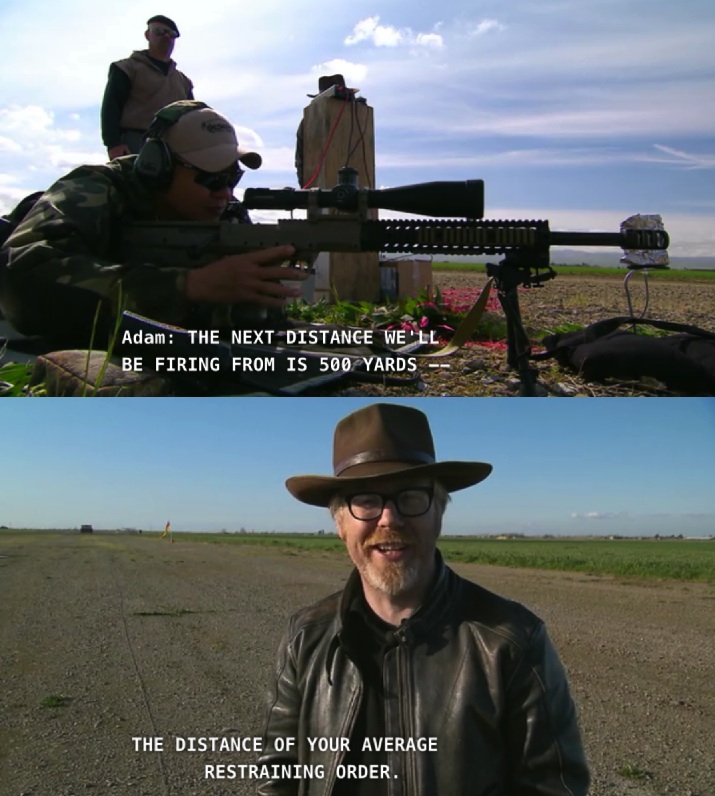 Adam: THE NEXT DISTANCE WE'LL
BE FIRING FROM IS 500 YARDS --
THE DISTANCE OF YOUR AVERAGE
RESTRAINING ORDER.